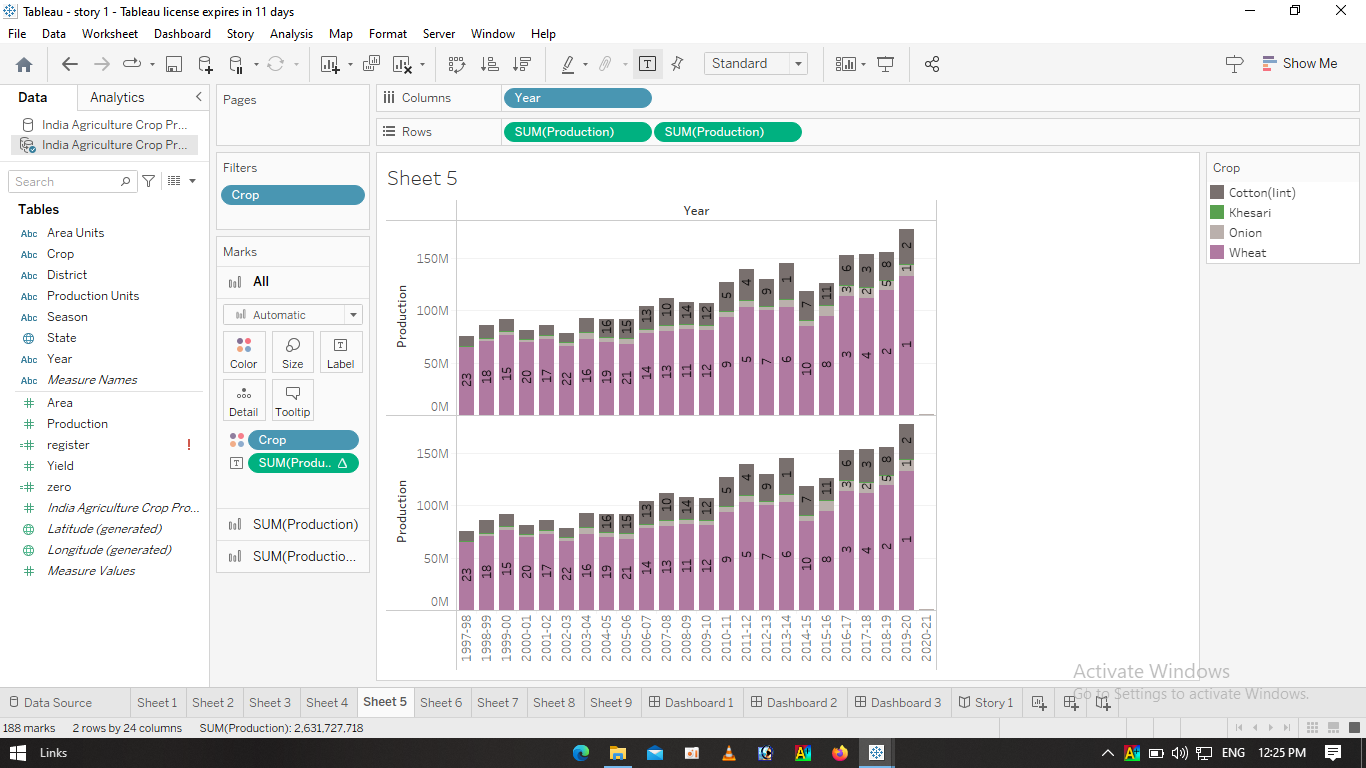 Tableau - story 1 - Tableau license expires in 11 days
File Data Worksheet Dashboard Story Analysis Map Format Server Window Help
Standard
Show Me
Data Analytics
India Agriculture Crop Pr...
India Agriculture Crop Pr...
Search
Tables
Abc Area Units
Abc Crop
Abc District
Abc Production Units
Abc Season
State
Abc Year
Abc Measure Names
Area
Production
register !
Yield
zero
India Agriculture Crop Pro...
Latitude (generated)
Longitude (generated)
Measure Values
Pages
Filters
Crop
Marks
All
Automatic
Color Size Label
Detail Tooltip
Crop
SUM(Produ..
SUM(Production)
SUM(Productio...
Columns Year
Rows SUM(Production) SUM(Production)
Sheet 5
Year
Production
150M
100M
50M
0M
2 1 1
8 5 2
3 2 4
6 3 3
11 8
7 10
1 6
9 7
4 5
5 9
12 12
14 11
10 13
13 14
15 21
16 19
16
22
17
20
15
18
23
Production
150M
100M
50M
0M
2 1 1
8 5 2
3 2 4
6 3 3
11 8
7 10
1 6
9 7
4 5
5 9
12 12
14 11
10 13
13 14
15 21
16 19
16
22
17
20
15
18
23
1997-98 1998-99 1999-00 2000-01 2001-02 2002-03 2003-04 2004-05 2005-06 2006-07 2007-08 2008-09 2009-10 2010-11 2011-12 2012-13 2013-14 2014-15 2015-16 2016-17 2017-18 2018-19 2019-20 2020-21
Crop
Cotton(lint)
Khesari
Onion
Wheat
Activate Windows
Go to Settings to activate Windows.
Data Source Sheet 1 Sheet 2 Sheet 3 Sheet 4 Sheet 5 Sheet 6 Sheet 7 Sheet 8 Sheet 9 Dashboard 1 Dashboard 2 Dashboard 3 Story 1
188 marks 2 rows by 24 columns SUM(Production): 2,631,727,718
Links
ENG 12:25 PM